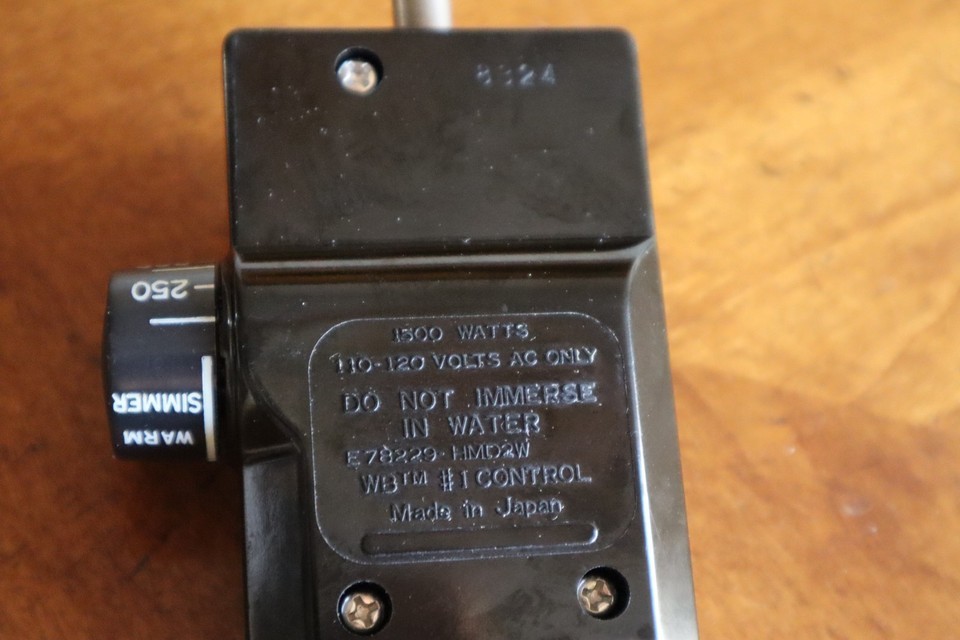 1500 WATTS
110-120 VOLTS AC ONLY
DO NOT IMMERSE
IN WATER
E78229-HMD2W
WB™ #1 CONTROL
Made in Japan
250
SIMMER
WARM